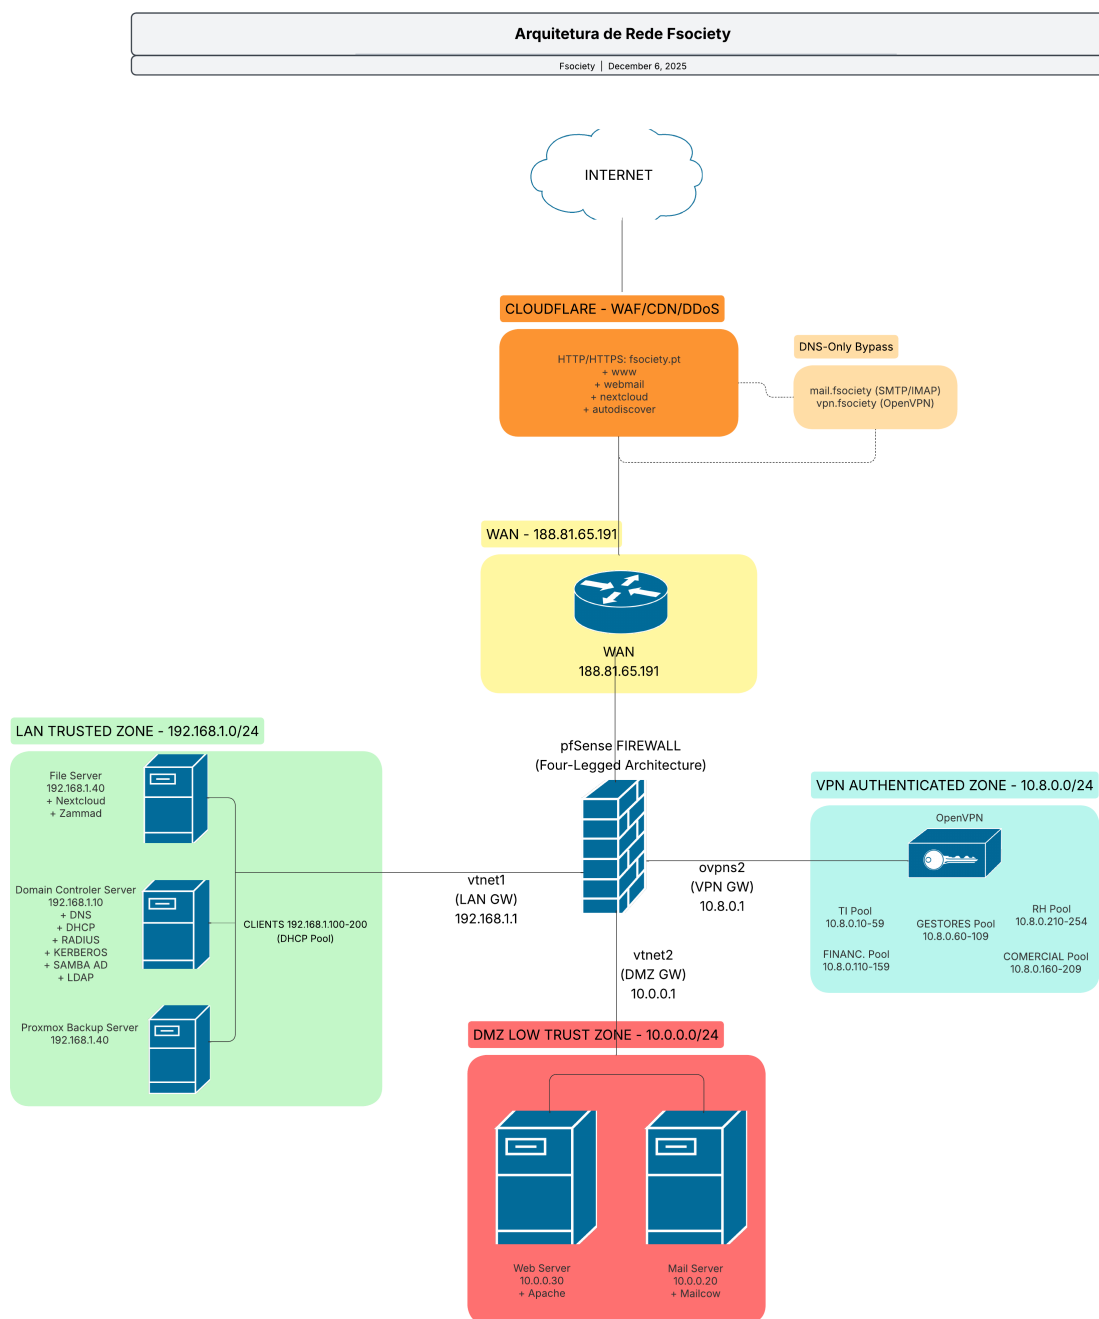 Arquitetura de Rede Fsociety
Fsociety | December 6, 2025
INTERNET
CLOUDFLARE - WAF/CDN/DDoS
HTTP/HTTPS: fsociety.pt
+ www
+ webmail
+ nextcloud
+ autodiscover
DNS-Only Bypass
mail.fsociety (SMTP/IMAP)
vpn.fsociety (OpenVPN)
WAN - 188.81.65.191
WAN
188.81.65.191
pfSense FIREWALL
(Four-Legged Architecture)
LAN TRUSTED ZONE - 192.168.1.0/24
File Server
192.168.1.40
+ Nextcloud
+ Zammad
Domain Controler Server
192.168.1.10
+ DNS
+ DHCP
+ RADIUS
+ KERBEROS
+ SAMBA AD
+ LDAP
CLIENTS 192.168.1.100-200
(DHCP Pool)
Proxmox Backup Server
192.168.1.40
vtnet1
(LAN GW)
192.168.1.1
ovpns2
(VPN GW)
10.8.0.1
vtnet2
(DMZ GW)
10.0.0.1
VPN AUTHENTICATED ZONE - 10.8.0.0/24
OpenVPN
TI Pool
10.8.0.10-59
GESTORES Pool
10.8.0.60-109
RH Pool
10.8.0.210-254
FINANC. Pool
10.8.0.110-159
COMERCIAL Pool
10.8.0.160-209
DMZ LOW TRUST ZONE - 10.0.0.0/24
Web Server
10.0.0.30
+ Apache
Mail Server
10.0.0.20
+ Mailcow